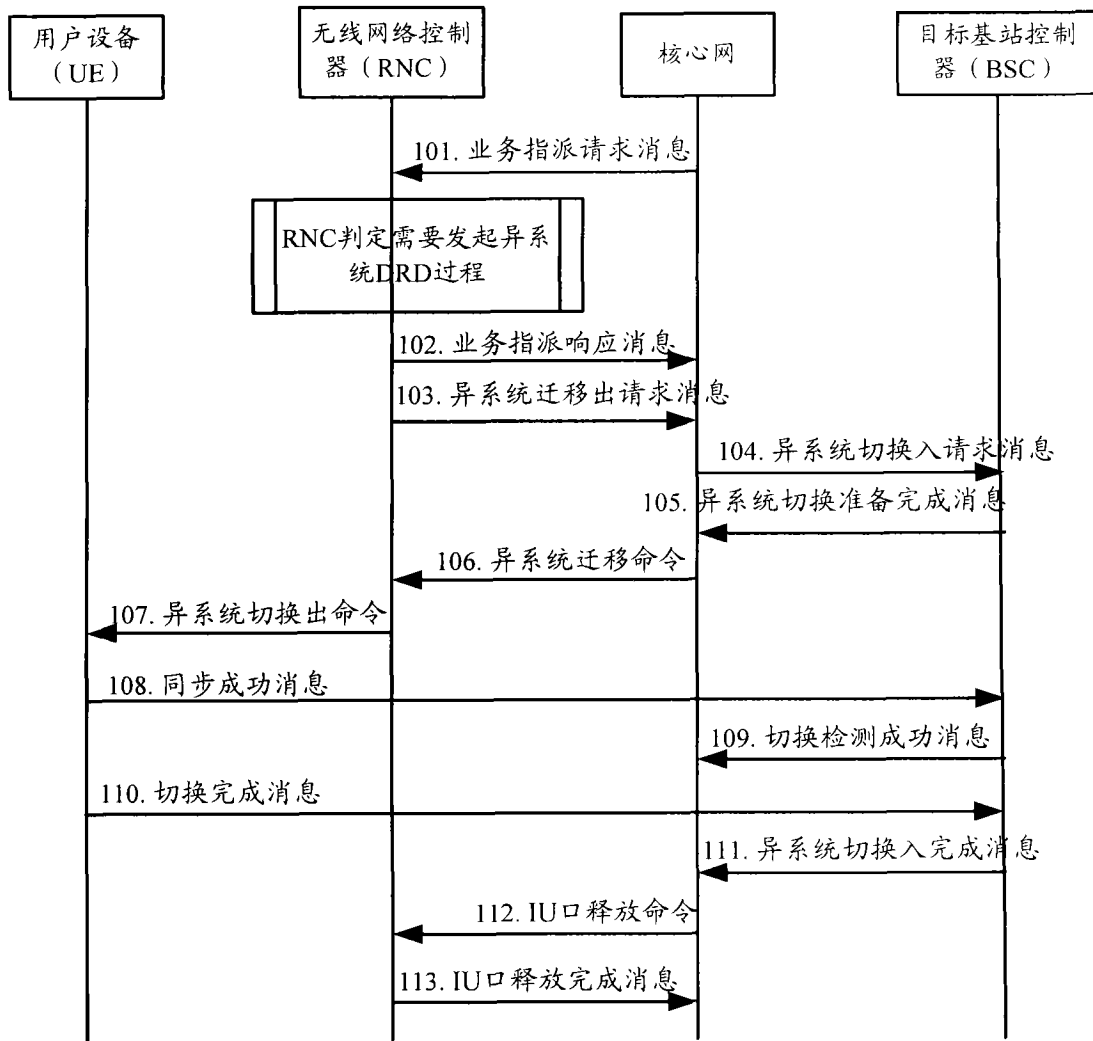 用户设备
（UE）
无线网络控制
器（RNC）
核心网
目标基站控制
器（BSC）
101. 业务指派请求消息
RNC判定需要发起异系
统DRD过程
102. 业务指派响应消息
103. 异系统迁移出请求消息
104. 异系统切换入请求消息
105. 异系统切换准备完成消息
106. 异系统迁移命令
107. 异系统切换出命令
108. 同步成功消息
109. 切换检测成功消息
110. 切换完成消息
111. 异系统切换入完成消息
112. IU口释放命令
113. IU口释放完成消息